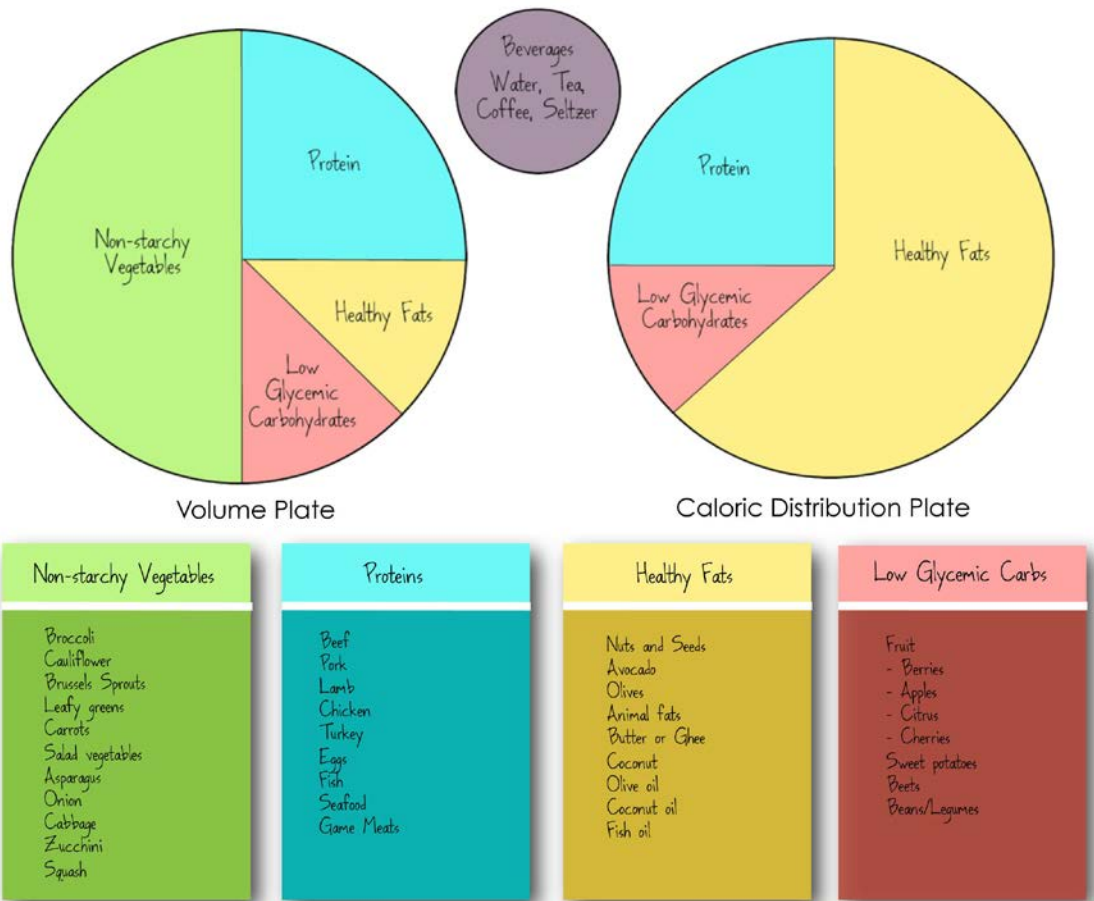 Beverages
Water, Tea,
Coffee, Seltzer
Protein
Non-starchy
Vegetables
Healthy Fats
Low
Glycemic
Carbohydrates
Volume Plate
Protein
Healthy Fats
Low Glycemic
Carbohydrates
Caloric Distribution Plate
Non-starchy Vegetables
Broccoli
Cauliflower
Brussels Sprouts
Leafy greens
Carrots
Salad vegetables
Asparagus
Onion
Cabbage
Zucchini
Squash
Proteins
Beef
Pork
Lamb
Chicken
Turkey
Eggs
Fish
Seafood
Game Meats
Healthy Fats
Nuts and Seeds
Avocado
Olives
Animal fats
Butter or Ghee
Coconut
Olive oil
Coconut oil
Fish oil
Low Glycemic Carbs
Fruit
- Berries
- Apples
- Citrus
- Cherries
Sweet potatoes
Beets
Beans/Legumes